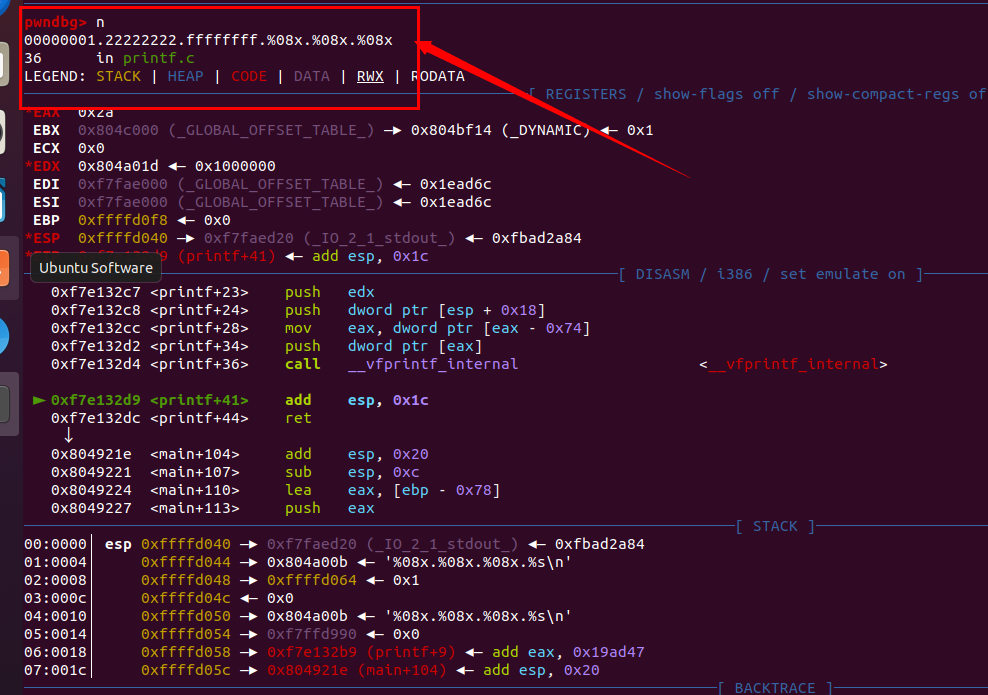 pwndbg> n
00000001.22222222.ffffffff.%08x.%08x.%08x
36      in printf.c
LEGEND: STACK | HEAP | CODE | DATA | RWX | RODATA
[ REGISTERS / show-flags off / show-compact-regs of
*EAX  0x2a
EBX  0x804c000 (_GLOBAL_OFFSET_TABLE_) —▸ 0x804bf14 (_DYNAMIC) ◂— 0x1
ECX  0x0
*EDX  0x804a01d ◂— 0x1000000
EDI  0xf7fae000 (_GLOBAL_OFFSET_TABLE_) ◂— 0x1ead6c
ESI  0xf7fae000 (_GLOBAL_OFFSET_TABLE_) ◂— 0x1ead6c
EBP  0xffffd0f8 ◂— 0x0
*ESP  0xffffd040 —▸ 0xf7faed20 (_IO_2_1_stdout_) ◂— 0xfbad2a84
(printf+41) ◂— add esp, 0x1c
Ubuntu Software
[ DISASM / i386 / set emulate on ]
0xf7e132c7 <printf+23>    push   edx
0xf7e132c8 <printf+24>    push   dword ptr [esp + 0x18]
0xf7e132cc <printf+28>    mov    eax, dword ptr [eax - 0x74]
0xf7e132d2 <printf+34>    push   dword ptr [eax]
0xf7e132d4 <printf+36>    call   __vfprintf_internal                    <__vfprintf_internal>
► 0xf7e132d9 <printf+41>    add    esp, 0x1c
0xf7e132dc <printf+44>    ret
↓
0x804921e <main+104>    add    esp, 0x20
0x8049221 <main+107>    sub    esp, 0xc
0x8049224 <main+110>    lea    eax, [ebp - 0x78]
0x8049227 <main+113>    push   eax
[ STACK ]
00:0000│ esp 0xffffd040 —▸ 0xf7faed20 (_IO_2_1_stdout_) ◂— 0xfbad2a84
01:0004│     0xffffd044 —▸ 0x804a00b ◂— '%08x.%08x.%08x.%s\n'
02:0008│     0xffffd048 —▸ 0xffffd064 ◂— 0x1
03:000c│     0xffffd04c ◂— 0x0
04:0010│     0xffffd050 —▸ 0x804a00b ◂— '%08x.%08x.%08x.%s\n'
05:0014│     0xffffd054 —▸ 0xf7ffd990 ◂— 0x0
06:0018│     0xffffd058 —▸ 0xf7e132b9 (printf+9) ◂— add eax, 0x19ad47
07:001c│     0xffffd05c —▸ 0x804921e (main+104) ◂— add esp, 0x20
[ BACKTRACE ]